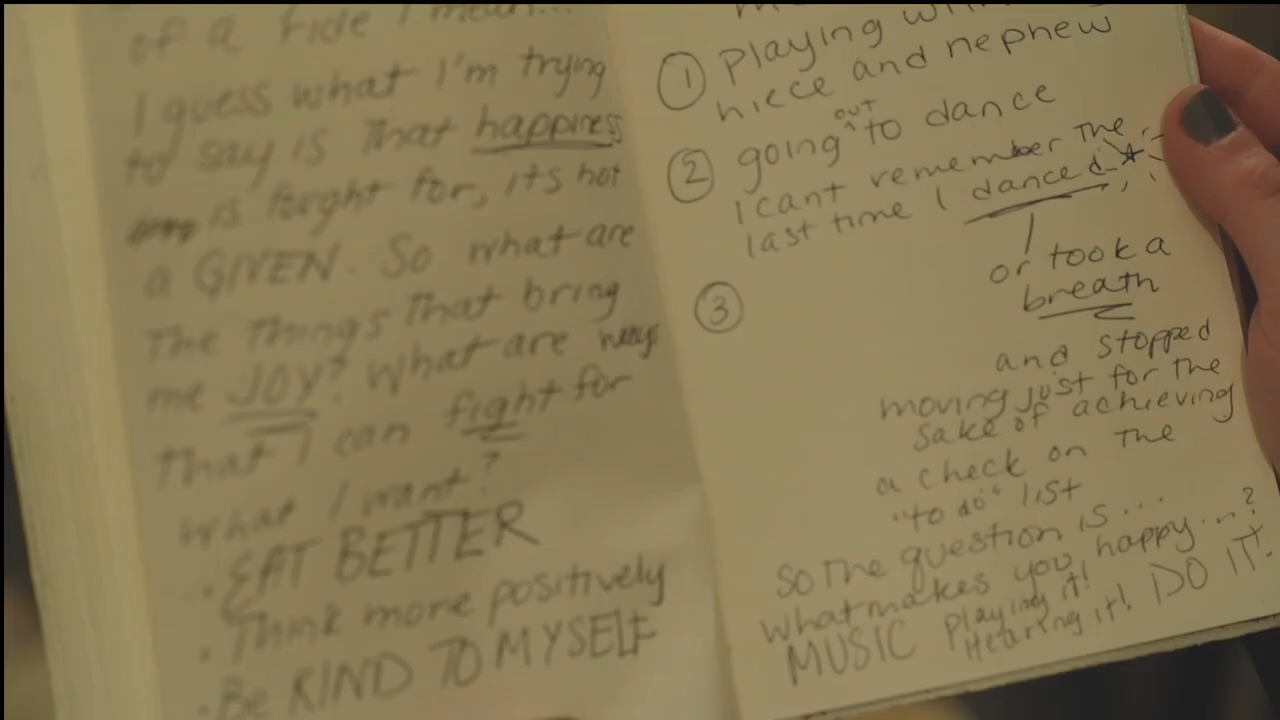 of a ride I mean...
I guess what I'm trying
to say is that happiness
is forght for, its not
a GIVEN. So what are
The Things That bring
me JOY? What are ways
That I can fight for
what I want?
· EAT BETTER
· Think more positively
· Be KIND TO MYSELF
① Playing with
niece and nephew
② going out to dance
I cant remember The
last time I danced
or took a
breath
and stopped
moving just for the
sake of achieving
a check on the
"to do" list
So The question is...
what makes you happy...?
MUSIC Playing it!
Hearing it! DO IT!